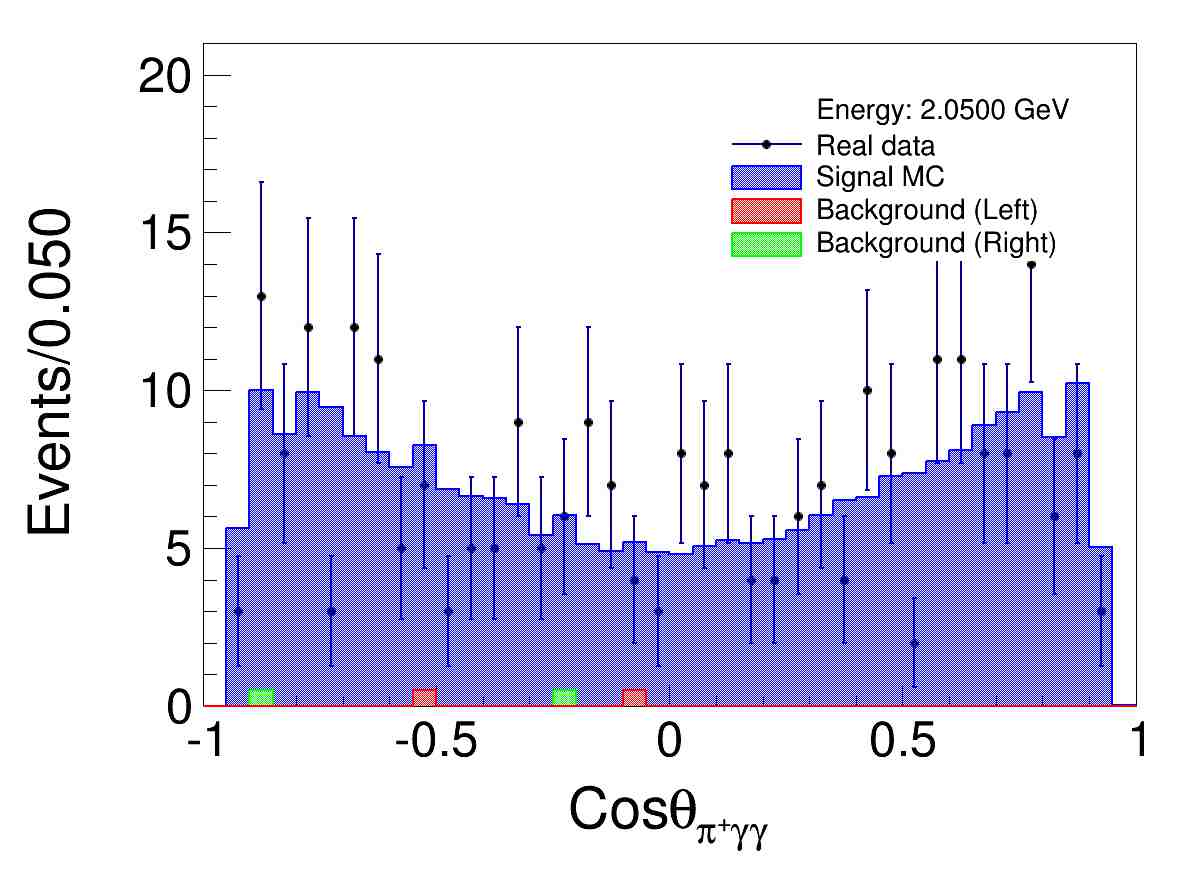 Energy: 2.0500 GeV
Real data
Signal MC
Background (Left)
Background (Right)
Events/0.050
20
15
10
5
0
-1 -0.5 0 0.5 1
Cosθπ+γγ